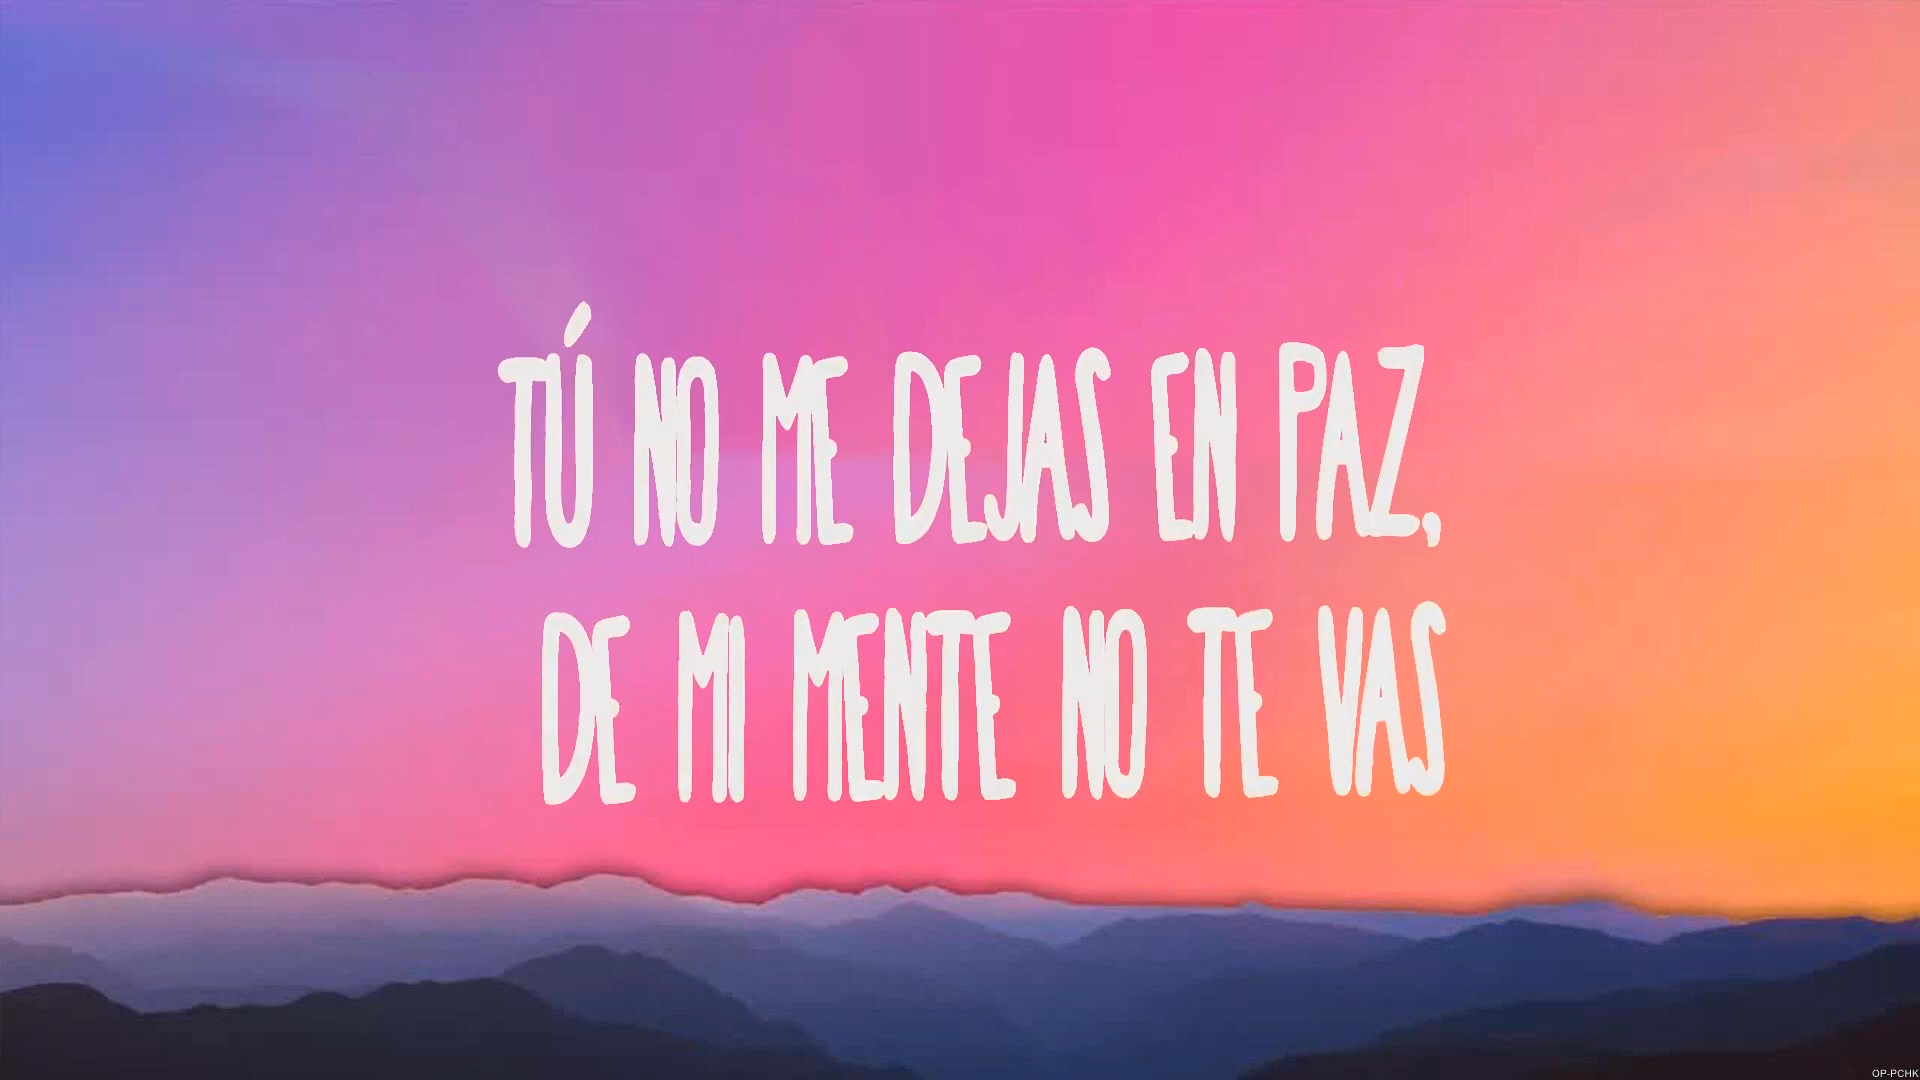 TÚ NO ME DEJAS EN PAZ,
DE MI MENTE NO TE VAS
OP-PCHK